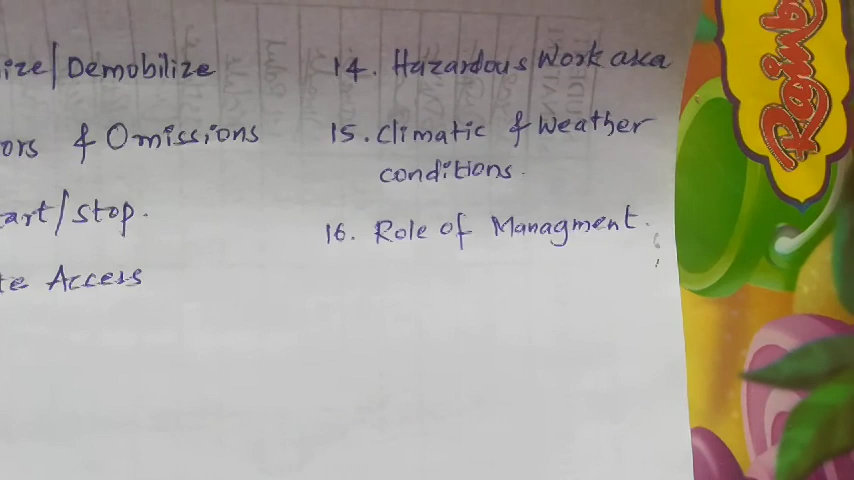 ize/Demobilize
ors & Omissions
art/stop.
te Access
14. Hazardous Work area
15. climatic & Weather
conditions.
16. Role of Managment.